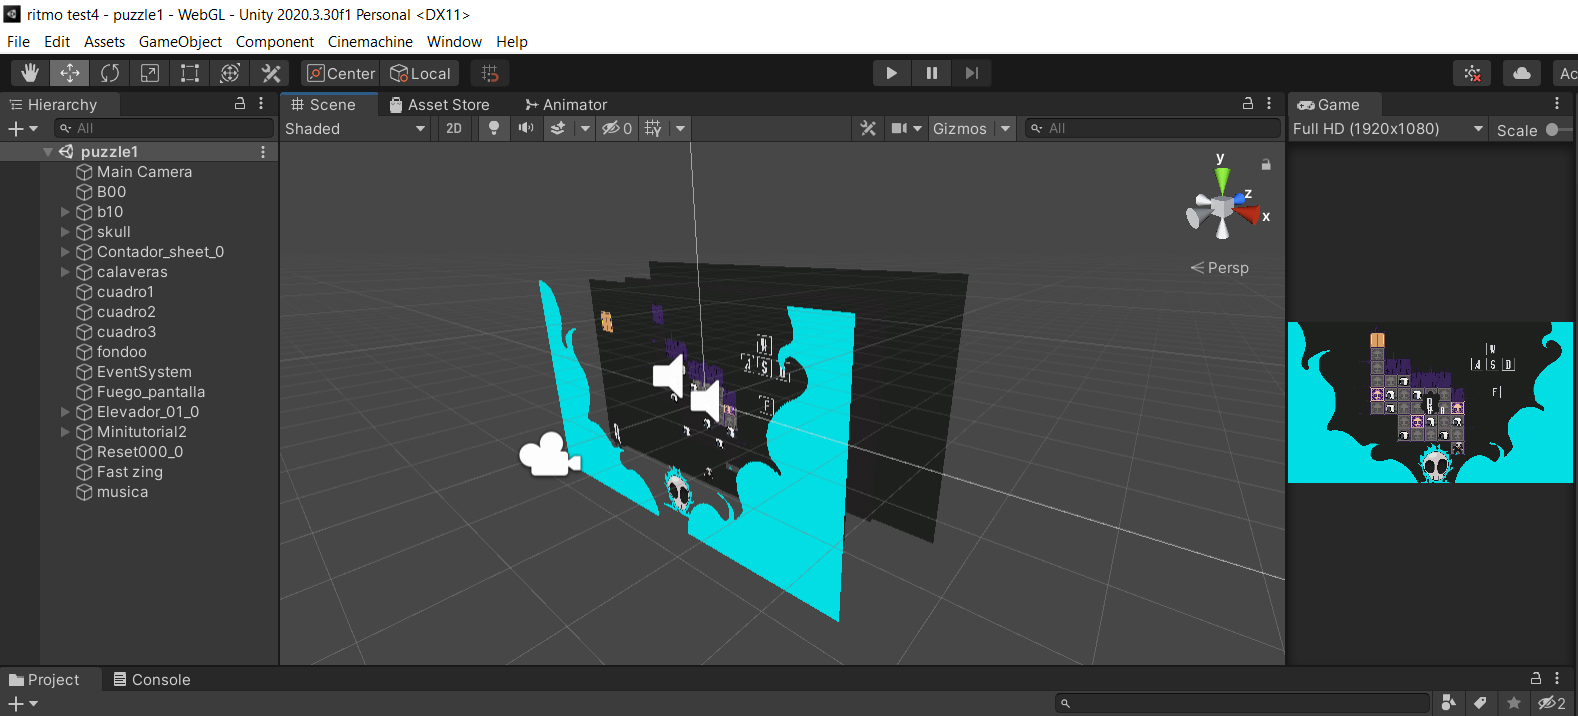 ritmo test4 - puzzle1 - WebGL - Unity 2020.3.30f1 Personal <DX11>
File Edit Assets GameObject Component Cinemachine Window Help
Center Local Ac
Hierarchy
All
puzzle1
Main Camera
B00
b10
skull
Contador_sheet_0
calaveras
cuadro1
cuadro2
cuadro3
fondoo
EventSystem
Fuego_pantalla
Elevador_01_0
Minitutorial2
Reset000_0
Fast zing
musica
Scene Asset Store Animator
Shaded 2D 0 Gizmos All
y
z
x
Persp
W
A S D
F
Game
Full HD (1920x1080) Scale
W
A S D
F
R
Project Console
2